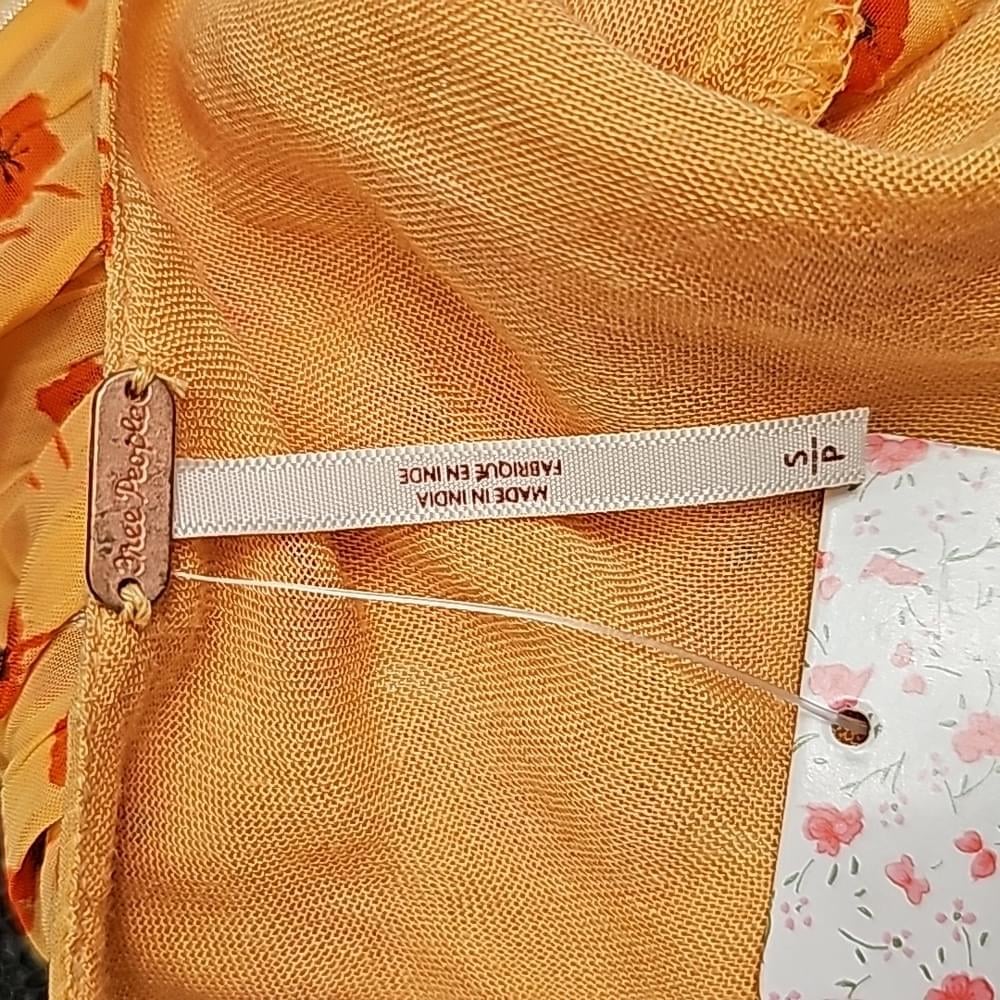 Free People
MADE IN INDIA
FABRIQUÉ EN INDE
S/P